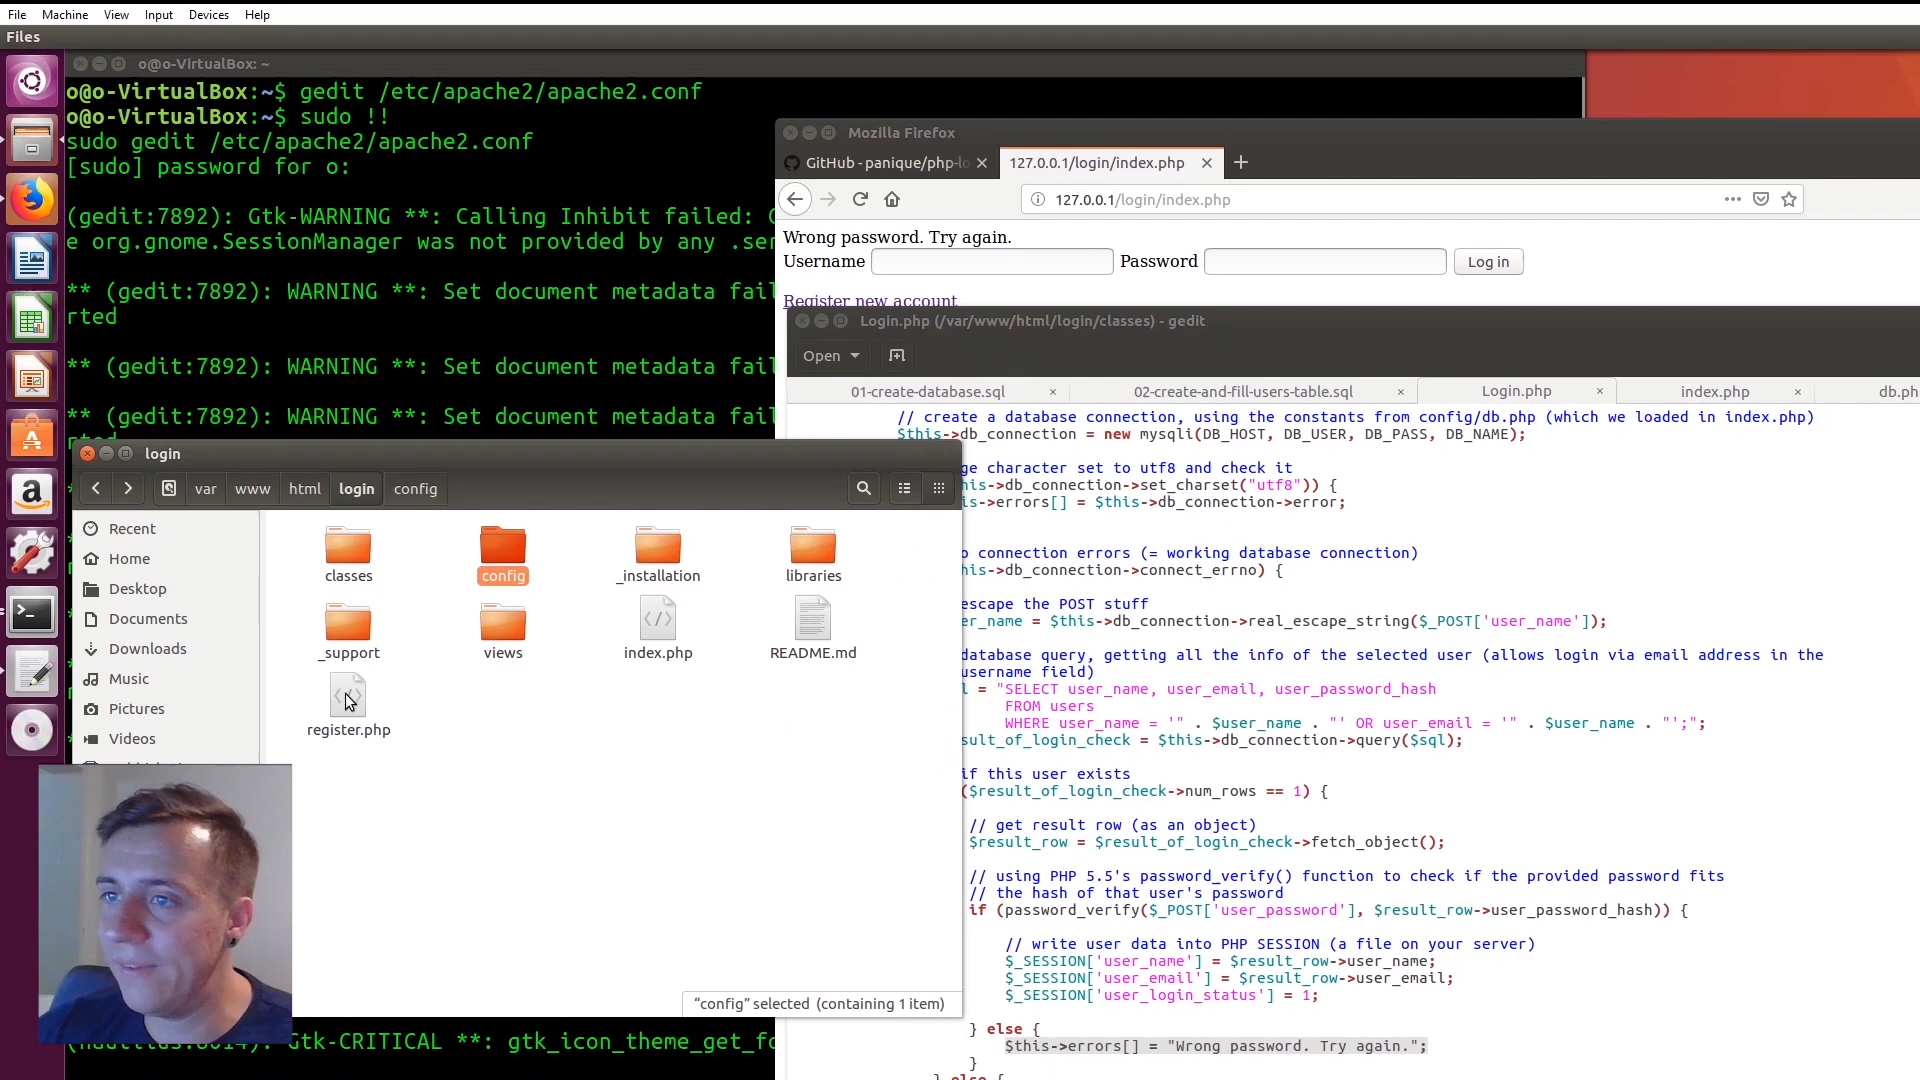 File Machine View Input Devices Help
Files
o@o-VirtualBox: ~
o@o-VirtualBox:~$ gedit /etc/apache2/apache2.conf
o@o-VirtualBox:~$ sudo !!
sudo gedit /etc/apache2/apache2.conf
[sudo] password for o:
(gedit:7892): Gtk-WARNING **: Calling Inhibit failed:
e org.gnome.SessionManager was not provided by any .ser
** (gedit:7892): WARNING **: Set document metadata fail
rted
** (gedit:7892): WARNING **: Set document metadata fail
** (gedit:7892): WARNING **: Set document metadata fail
Mozilla Firefox
GitHub - panique/php-lo
127.0.0.1/login/index.php
127.0.0.1/login/index.php
Wrong password. Try again.
Username Password Log in
Register new account
Login.php (/var/www/html/login/classes) - gedit
Open
01-create-database.sql 02-create-and-fill-users-table.sql Login.php index.php db.ph
// create a database connection, using the constants from config/db.php (which we loaded in index.php)
$this->db_connection = new mysqli(DB_HOST, DB_USER, DB_PASS, DB_NAME);
ge character set to utf8 and check it
is->db_connection->set_charset("utf8")) {
is->errors[] = $this->db_connection->error;
o connection errors (= working database connection)
is->db_connection->connect_errno) {
escape the POST stuff
er_name = $this->db_connection->real_escape_string($_POST['user_name']);
database query, getting all the info of the selected user (allows login via email address in the
username field)
l = "SELECT user_name, user_email, user_password_hash
FROM users
WHERE user_name = '" . $user_name . "' OR user_email = '" . $user_name . "';";
sult_of_login_check = $this->db_connection->query($sql);
if this user exists
($result_of_login_check->num_rows == 1) {
// get result row (as an object)
$result_row = $result_of_login_check->fetch_object();
// using PHP 5.5's password_verify() function to check if the provided password fits
// the hash of that user's password
if (password_verify($_POST['user_password'], $result_row->user_password_hash)) {
// write user data into PHP SESSION (a file on your server)
$_SESSION['user_name'] = $result_row->user_name;
$_SESSION['user_email'] = $result_row->user_email;
$_SESSION['user_login_status'] = 1;
} else {
$this->errors[] = "Wrong password. Try again.";
}
login
var www html login config
Recent
Home
Desktop
Documents
Downloads
Music
Pictures
Videos
classes config _installation libraries
_support views index.php README.md
register.php
“config” selected (containing 1 item)
Gtk-CRITICAL **: gtk_icon_theme_get_fo